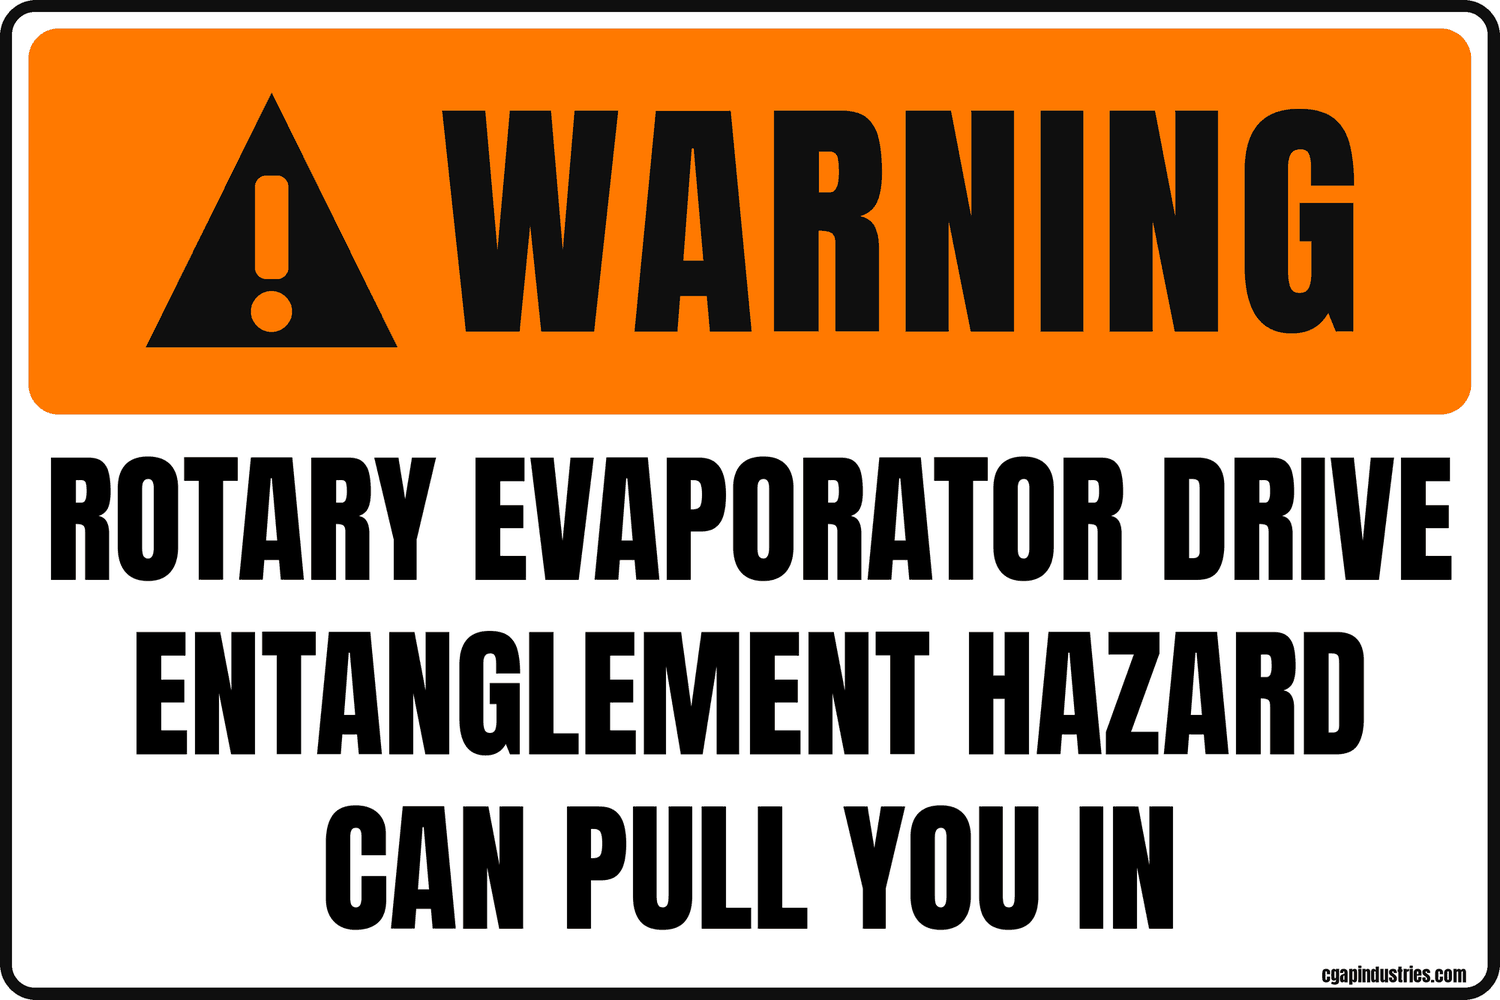 WARNING
ROTARY EVAPORATOR DRIVE
ENTANGLEMENT HAZARD
CAN PULL YOU IN
cgapindustries.com